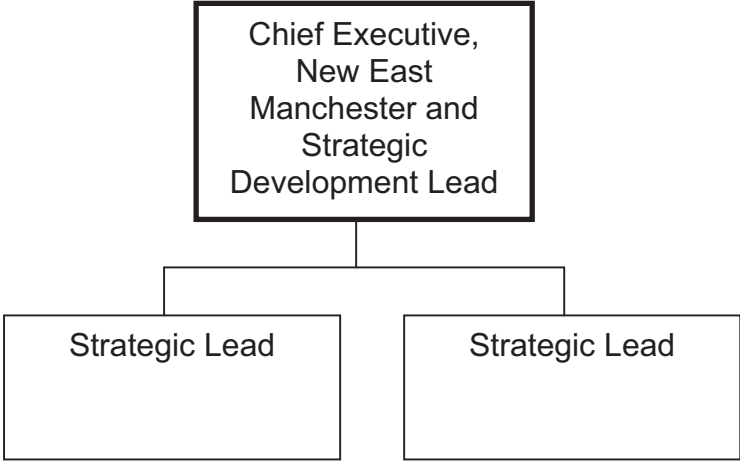 Chief Executive,
New East
Manchester and
Strategic
Development Lead
Strategic Lead
Strategic Lead